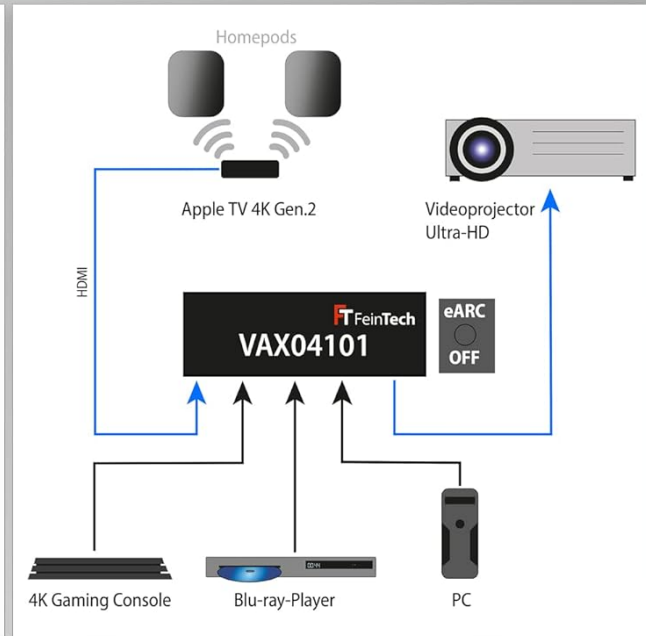 Homepods
Apple TV 4K Gen.2
Videoprojector
Ultra-HD
HDMI
FT FeinTech
VAX04101
eARC
OFF
4K Gaming Console
Blu-ray-Player
PC